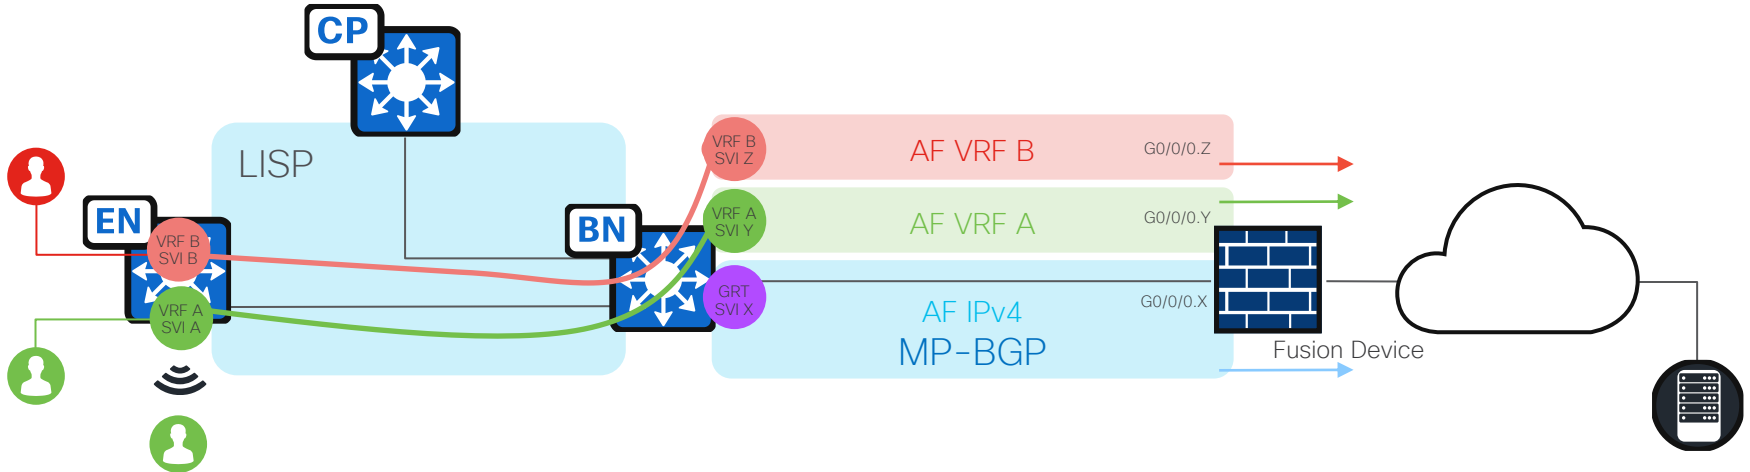 CP
LISP
EN
VRF B
SVI B
VRF A
SVI A
BN
VRF B
SVI Z
AF VRF B
G0/0/0.Z
VRF A
SVI Y
AF VRF A
G0/0/0.Y
GRT
SVI X
AF IPv4
G0/0/0.X
MP-BGP
Fusion Device